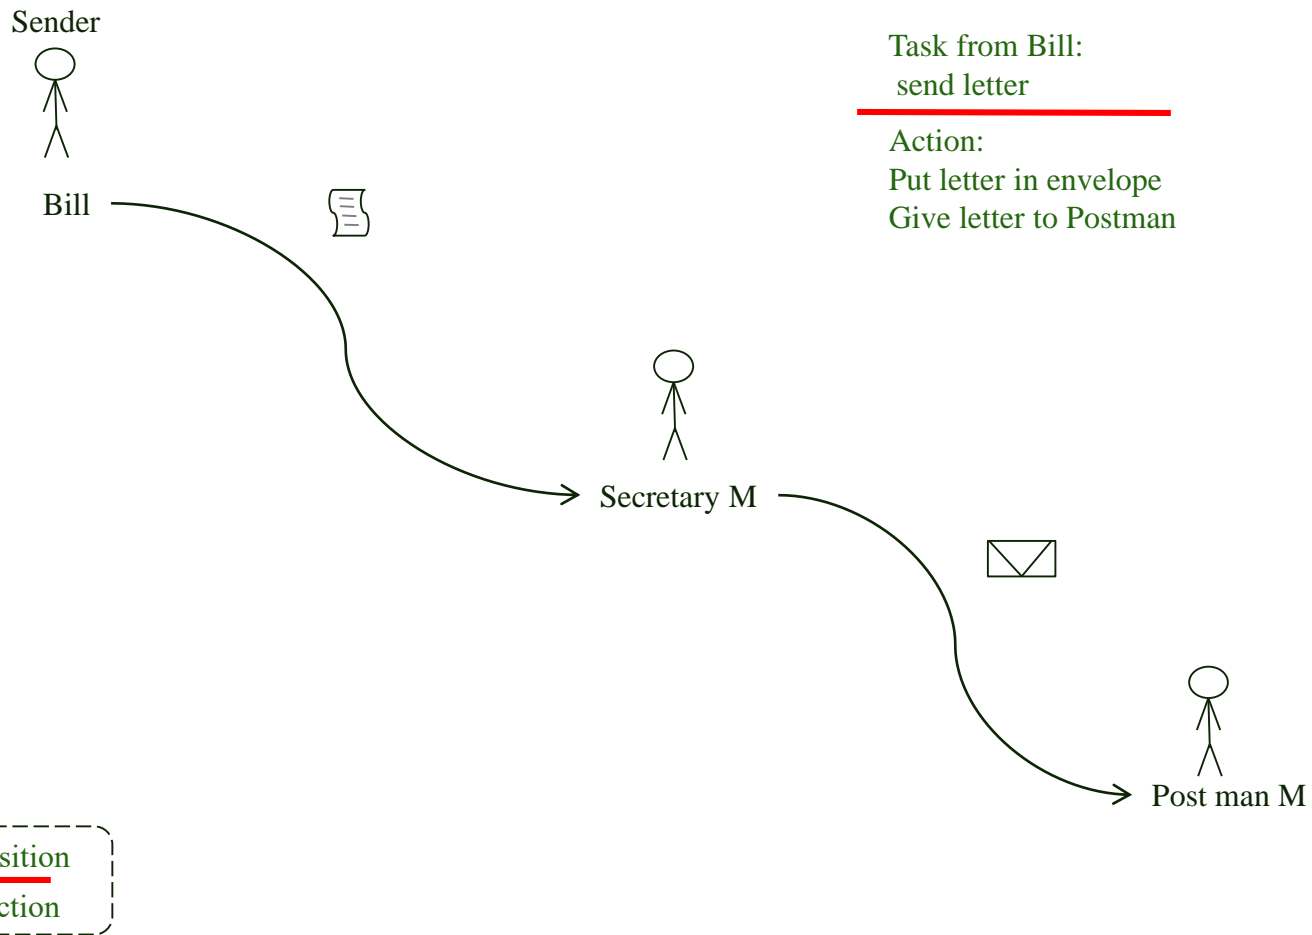 Sender
Task from Bill:
send letter
Action:
Put letter in envelope
Give letter to Postman
Bill
Secretary M
Post man M
sition
ction